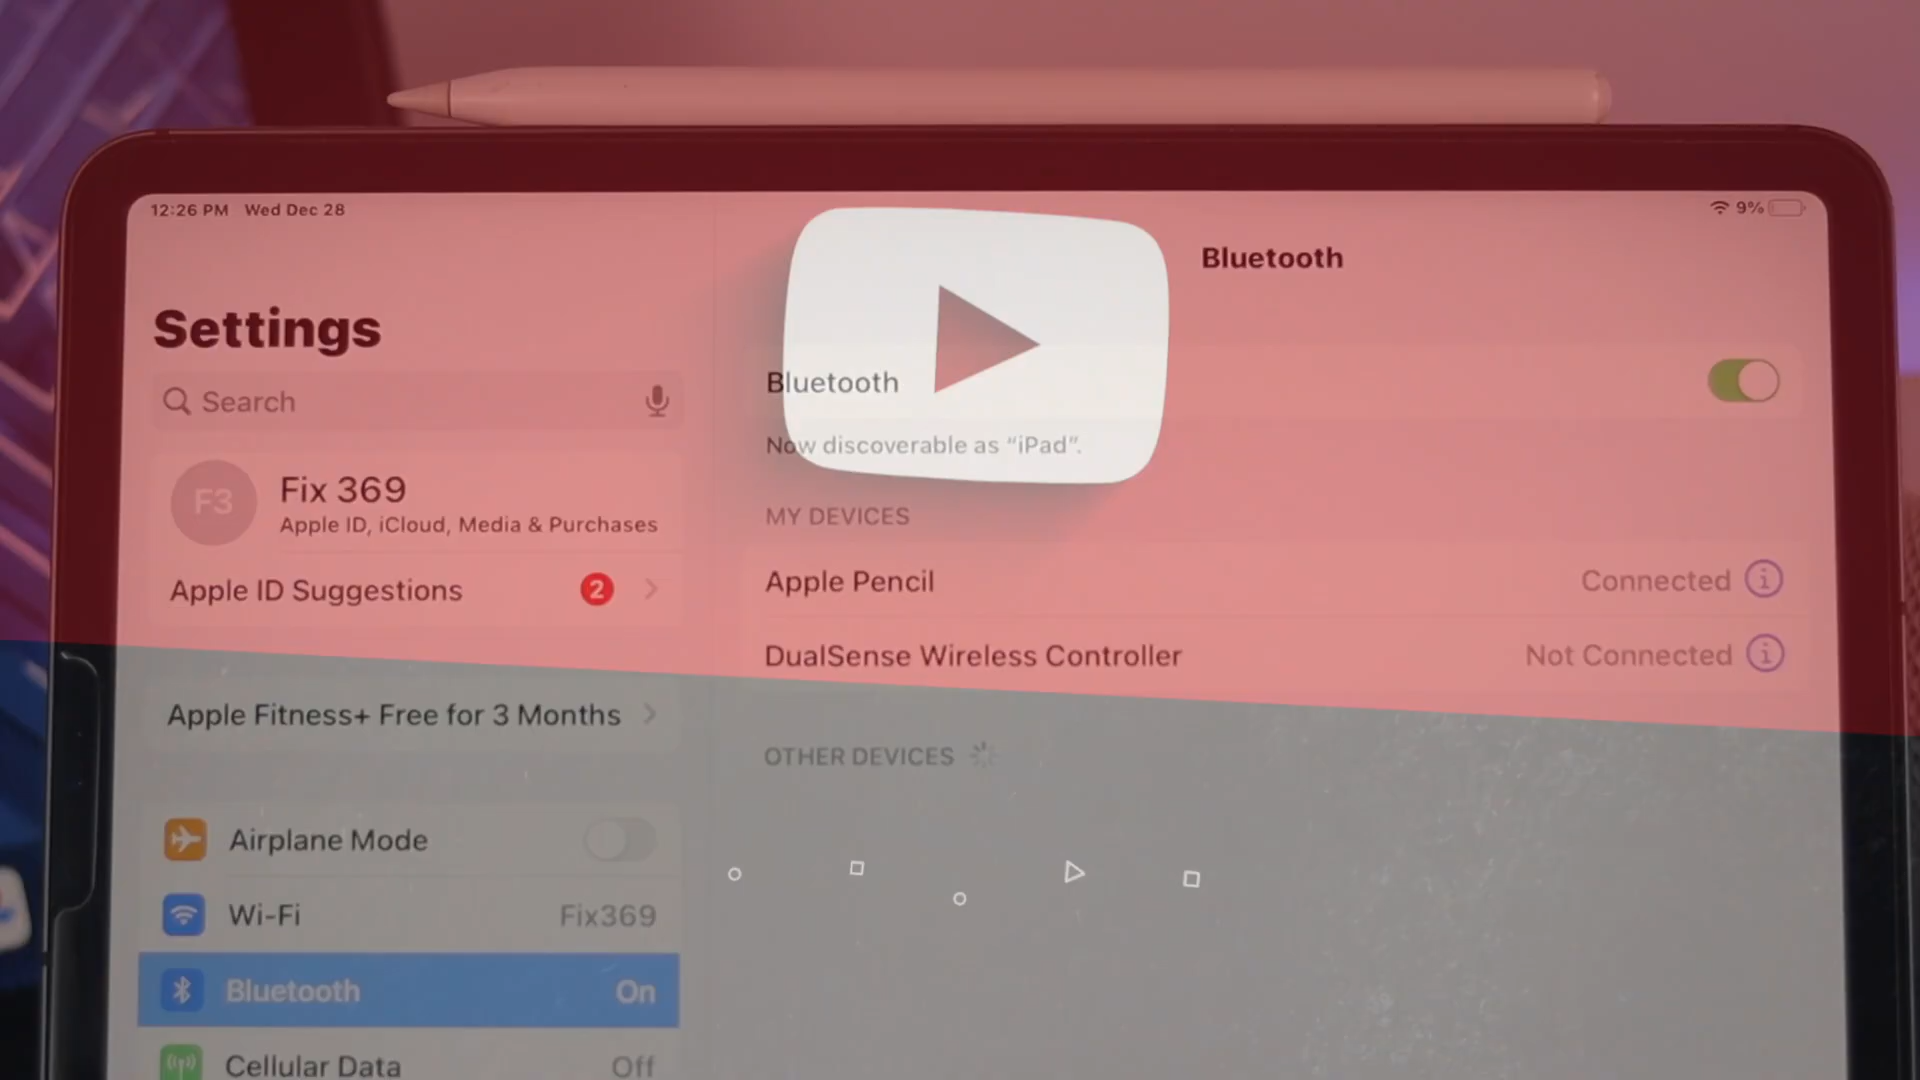 12:26 PM Wed Dec 28
9%
Settings
Search
F3
Fix 369
Apple ID, iCloud, Media & Purchases
Apple ID Suggestions 2
Apple Fitness+ Free for 3 Months
Airplane Mode
Wi-Fi Fix369
Bluetooth On
Cellular Data Off
Bluetooth
Bluetooth
Now discoverable as “iPad”.
MY DEVICES
Apple Pencil Connected
DualSense Wireless Controller Not Connected
OTHER DEVICES